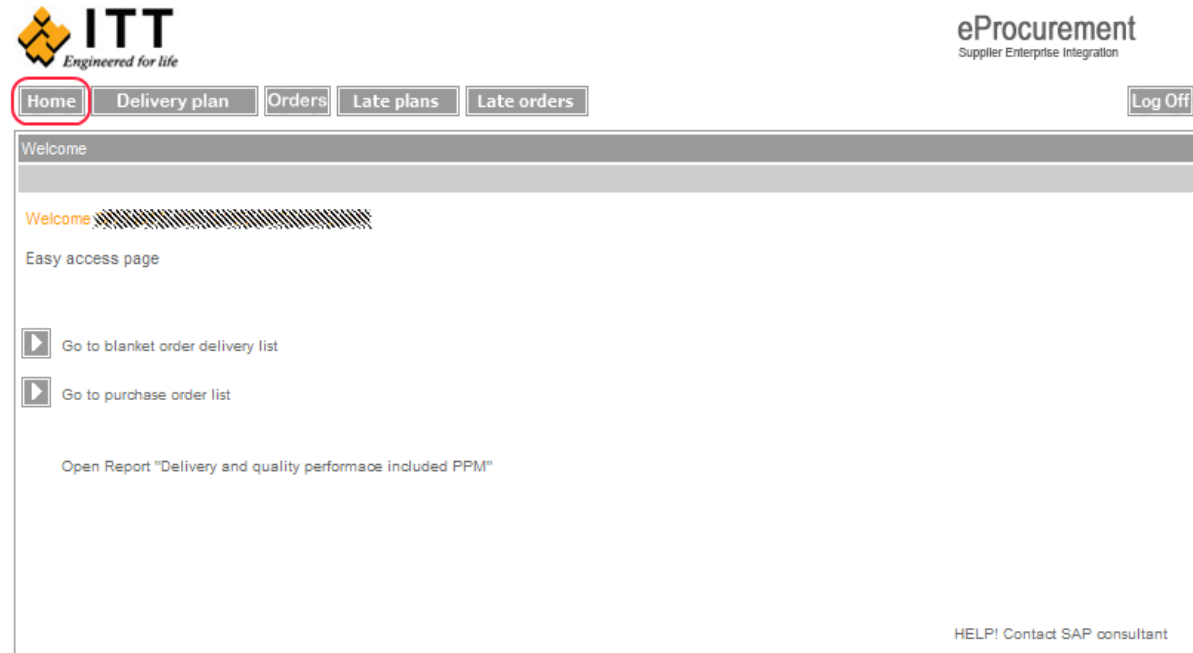 ITT
Engineered for life
eProcurement
Supplier Enterprise Integration
Home Delivery plan Orders Late plans Late orders Log Off
Welcome
Welcome
Easy access page
Go to blanket order delivery list
Go to purchase order list
Open Report "Delivery and quality performace included PPM"
HELP! Contact SAP consultant